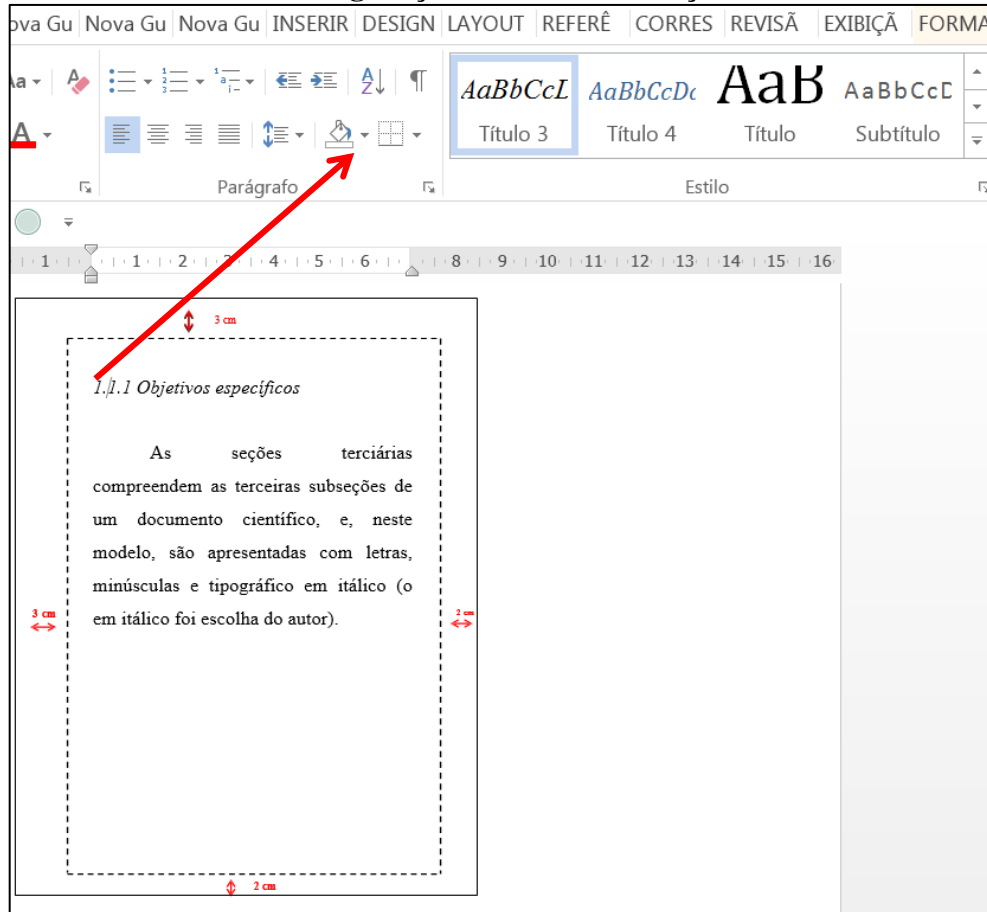 ova Gu Nova Gu Nova Gu INSERIR DESIGN LAYOUT REFERÊ CORRES REVISÃ EXIBIÇÃ FORMA
Aa AaBbCcL AaBbCcDc AaB AaBbCcD
A Título 3 Título 4 Título Subtítulo
Parágrafo Estilo
1 1 2 3 4 5 6 8 9 10 11 12 13 14 15 16
3 cm
1.1.1 Objetivos específicos
As seções terciárias
compreendem as terceiras subseções de
um documento científico, e, neste
modelo, são apresentadas com letras,
minúsculas e tipográfico em itálico (o
3 cm em itálico foi escolha do autor). 2 cm
2 cm